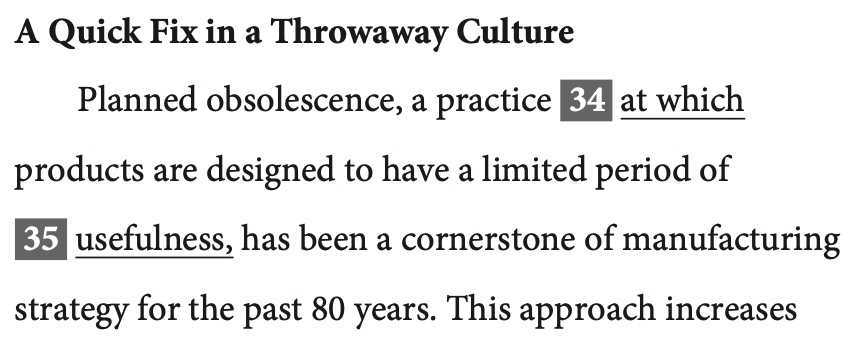 A Quick Fix in a Throwaway Culture
Planned obsolescence, a practice 34 at which
products are designed to have a limited period of
35 usefulness, has been a cornerstone of manufacturing
strategy for the past 80 years. This approach increases